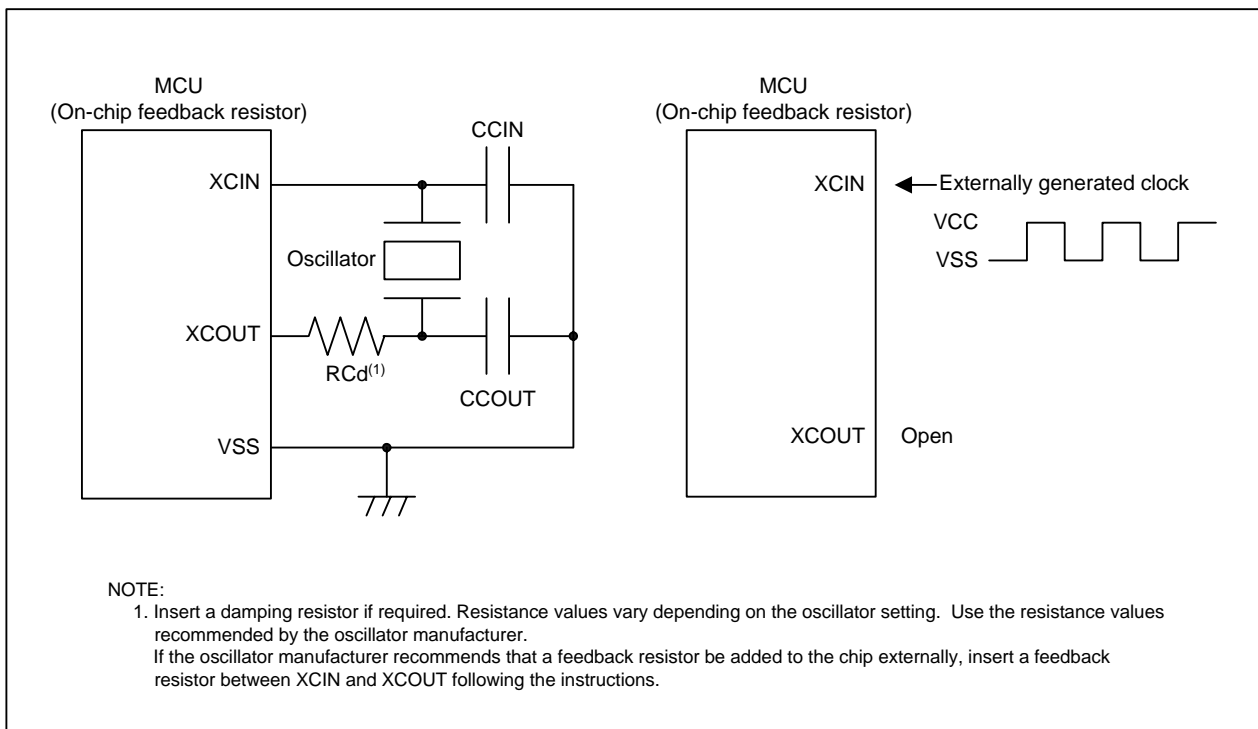 MCU
(On-chip feedback resistor)
CCIN
XCIN
Oscillator
XCOUT
RCd(1)
CCOUT
VSS
MCU
(On-chip feedback resistor)
XCIN
Externally generated clock
VCC
VSS
XCOUT
Open
NOTE:
1. Insert a damping resistor if required. Resistance values vary depending on the oscillator setting. Use the resistance values
recommended by the oscillator manufacturer.
If the oscillator manufacturer recommends that a feedback resistor be added to the chip externally, insert a feedback
resistor between XCIN and XCOUT following the instructions.